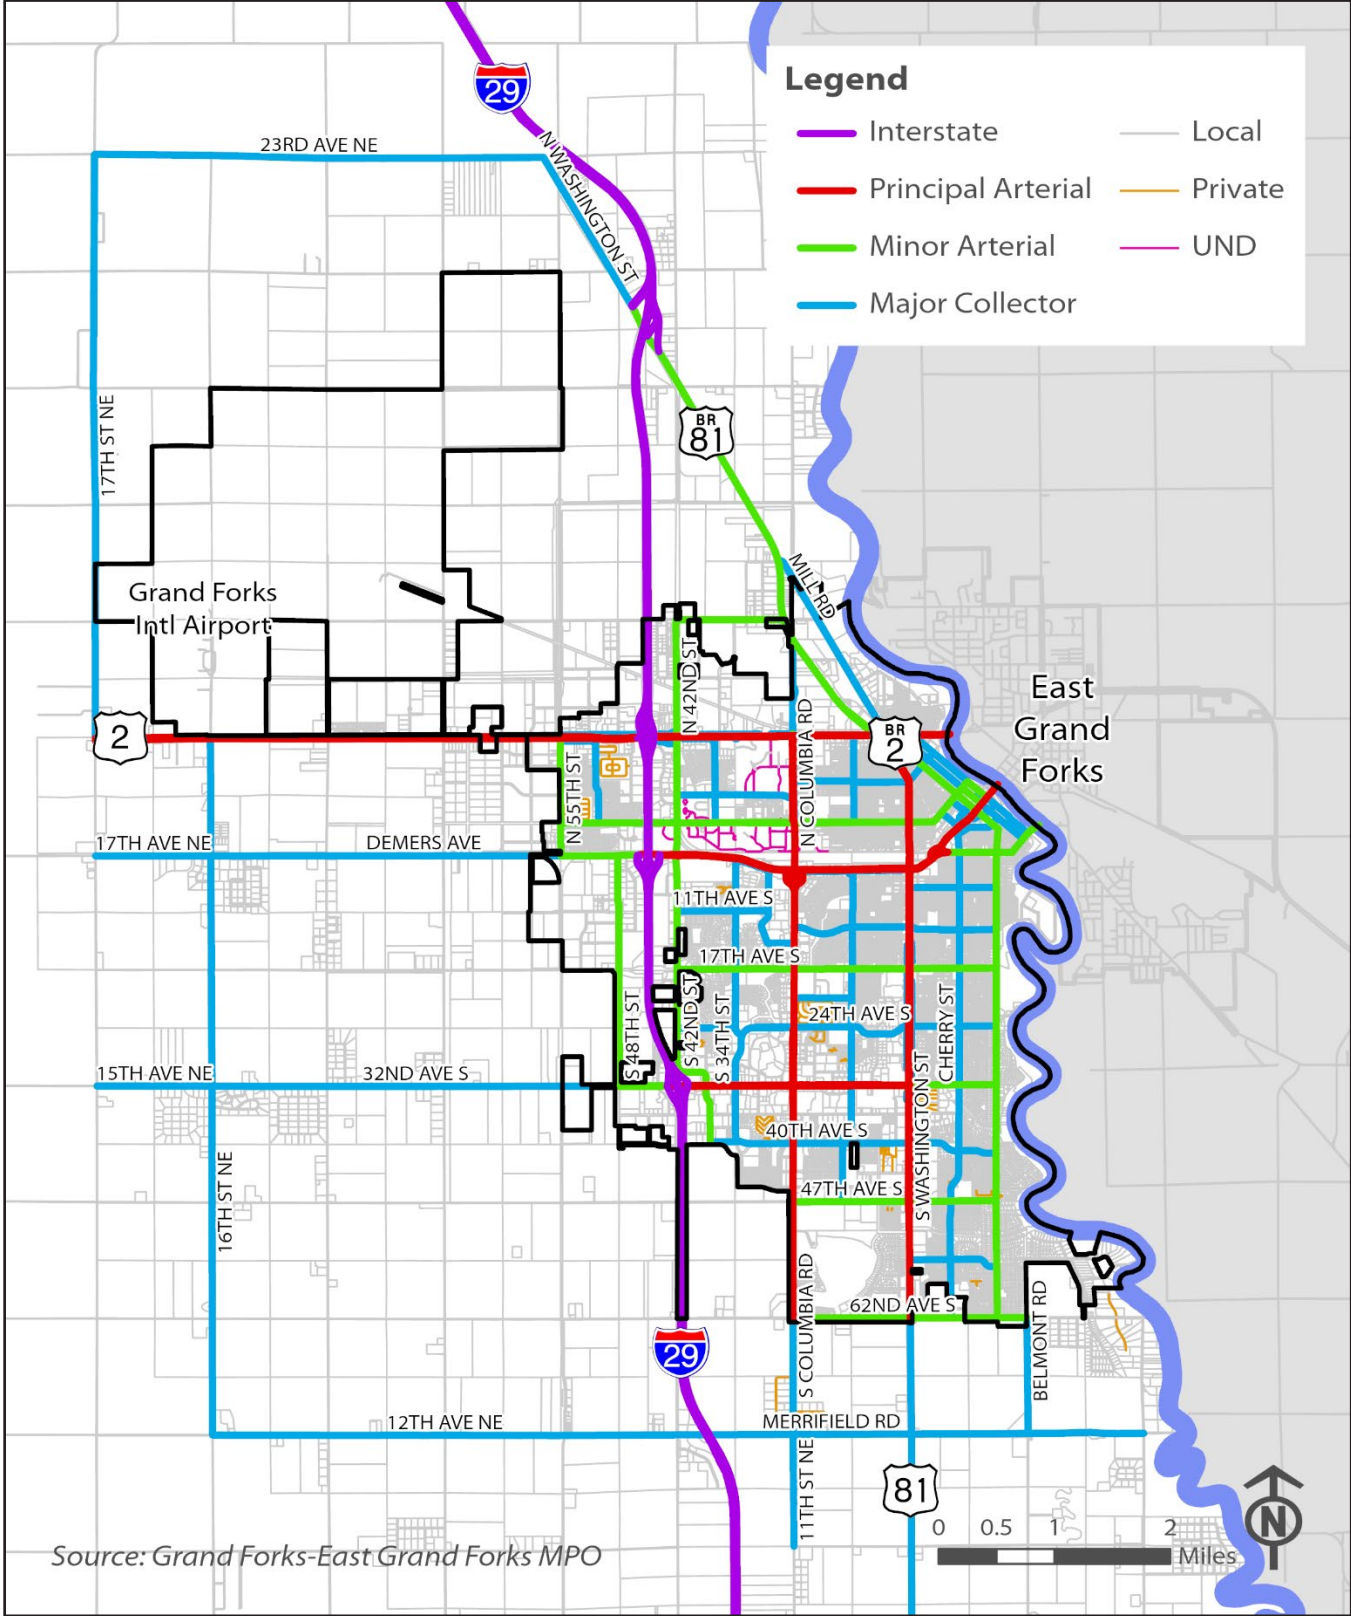 Legend
Interstate
Local
Principal Arterial
Private
Minor Arterial
UND
Major Collector
29
23RD AVE NE
N WASHINGTON ST
17TH ST NE
BR
81
MILL RD
Grand Forks
Intl Airport
N 42ND ST
East
Grand
Forks
2
N COLUMBIA RD
BR
2
N 55TH ST
17TH AVE NE
DEMERS AVE
11TH AVE S
17TH AVE S
S 48TH ST
S 42ND ST
S 34TH ST
24TH AVE S
CHERRY ST
15TH AVE NE
32ND AVE S
S WASHINGTON ST
40TH AVE S
16TH ST NE
47TH AVE S
S COLUMBIA RD
62ND AVE S
BELMONT RD
29
12TH AVE NE
MERRIFIELD RD
11TH ST NE
81
N
0 0.5 1 2
Miles
Source: Grand Forks-East Grand Forks MPO